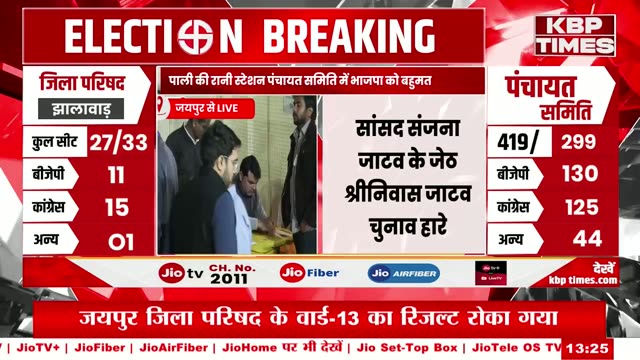 ELECTION BREAKING
KBP
TIMES
जिला परिषद
झालावाड़
कुल सीट 27/33
बीजेपी 11
कांग्रेस 15
अन्य 01
पाली की रानी स्टेशन पंचायत समिति में भाजपा को बहुमत
जयपुर से LIVE
सांसद संजना
जाटव के जेठ
श्रीनिवास जाटव
चुनाव हारे
पंचायत
समिति
419/ 299
बीजेपी 130
कांग्रेस 125
अन्य 44
Jio tv CH. No. 2011
Jio Fiber
Jio AIRFIBER
देखें
kbp times.com
जयपुर जिला परिषद के वार्ड-13 का रिजल्ट रोका गया
JioTV+ | JioFiber | JioAirFiber | JioHome पर भी देखें | Jio Set-Top Box | JioTele OS TV
13:25